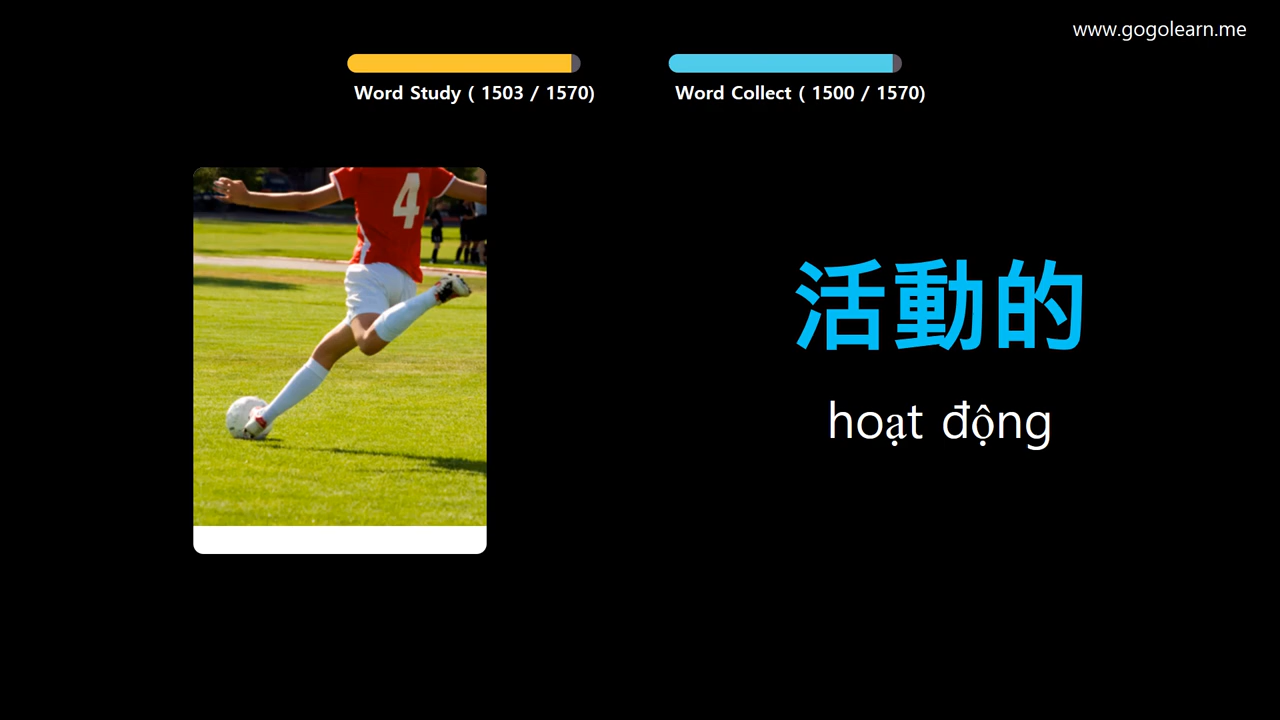 www.gogolearn.me
Word Study ( 1503 / 1570)
Word Collect ( 1500 / 1570)
4
活動的
hoạt động